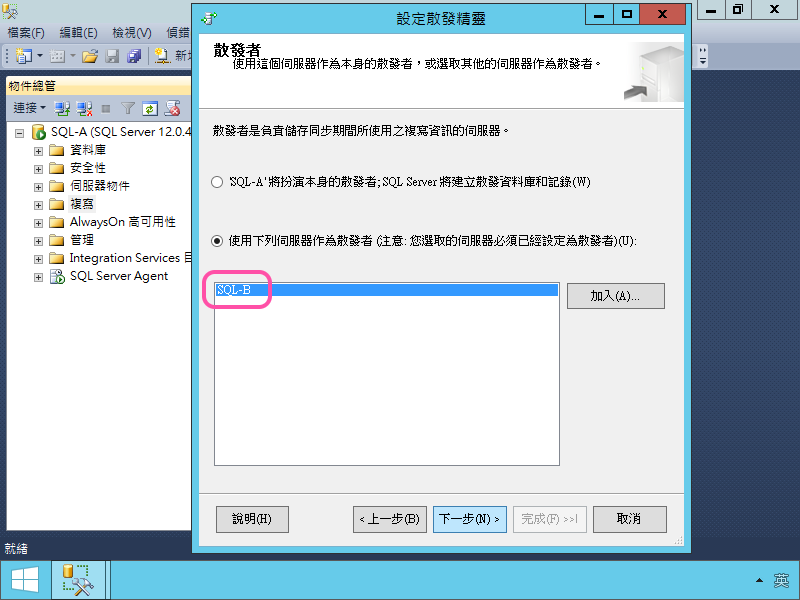 設定散發精靈
檔案(F) 編輯(E) 檢視(V) 偵錯
新
物件總管
連接
SQL-A (SQL Server 12.0.4
資料庫
安全性
伺服器物件
複寫
AlwaysOn 高可用性
管理
Integration Services 目
SQL Server Agent
散發者
使用這個伺服器作為本身的散發者，或選取其他的伺服器作為散發者。
散發者是負責儲存同步期間所使用之複寫資訊的伺服器。
'SQL-A' 將扮演本身的散發者; SQL Server 將建立散發資料庫和記錄(W)
使用下列伺服器作為散發者 (注意: 您選取的伺服器必須已經設定為散發者)(U):
SQL-B
加入(A)...
說明(H)
< 上一步(B)
下一步(N) >
完成(F) >>|
取消
就緒
英